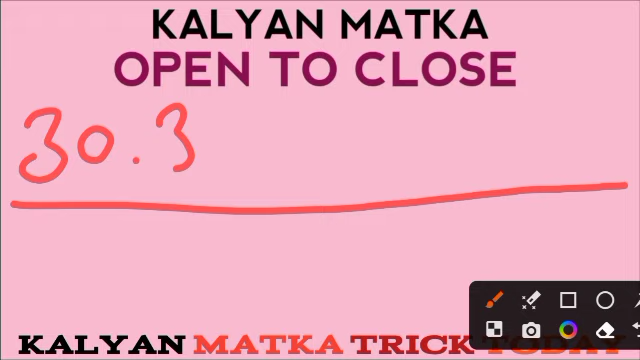 KALYAN MATKA
OPEN TO CLOSE
30.3
KALYAN MATKA TRICK TODAY